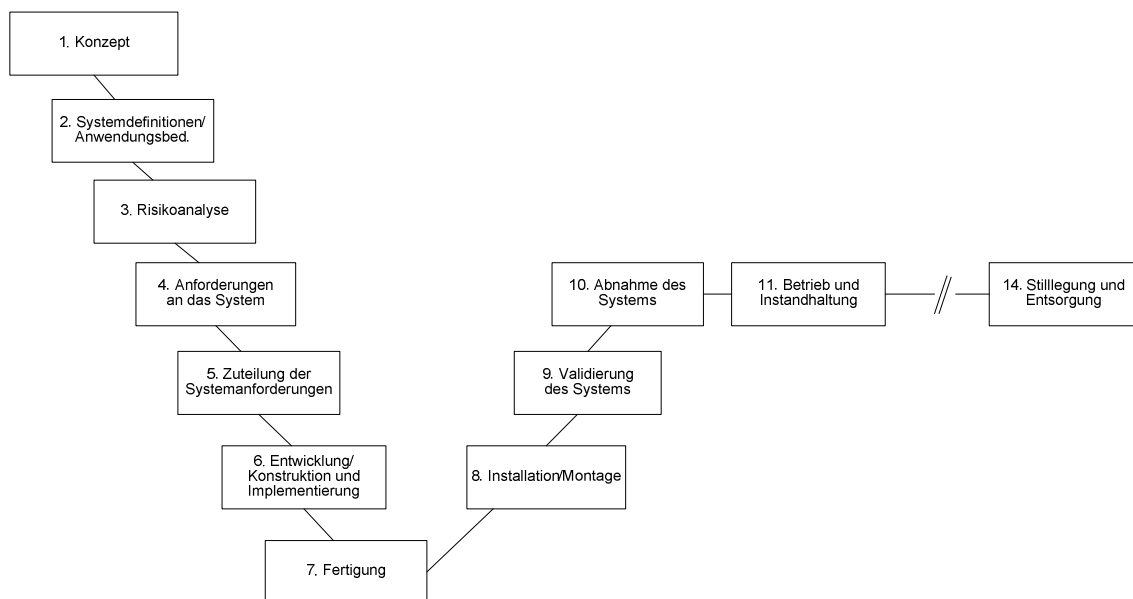 1. Konzept
2. Systemdefinitionen/
Anwendungsbed.
3. Risikoanalyse
4. Anforderungen
an das System
5. Zuteilung der
Systemanforderungen
6. Entwicklung/
Konstruktion und
Implementierung
7. Fertigung
8. Installation/Montage
9. Validierung
des Systems
10. Abnahme des
Systems
11. Betrieb und
Instandhaltung
14. Stilllegung und
Entsorgung